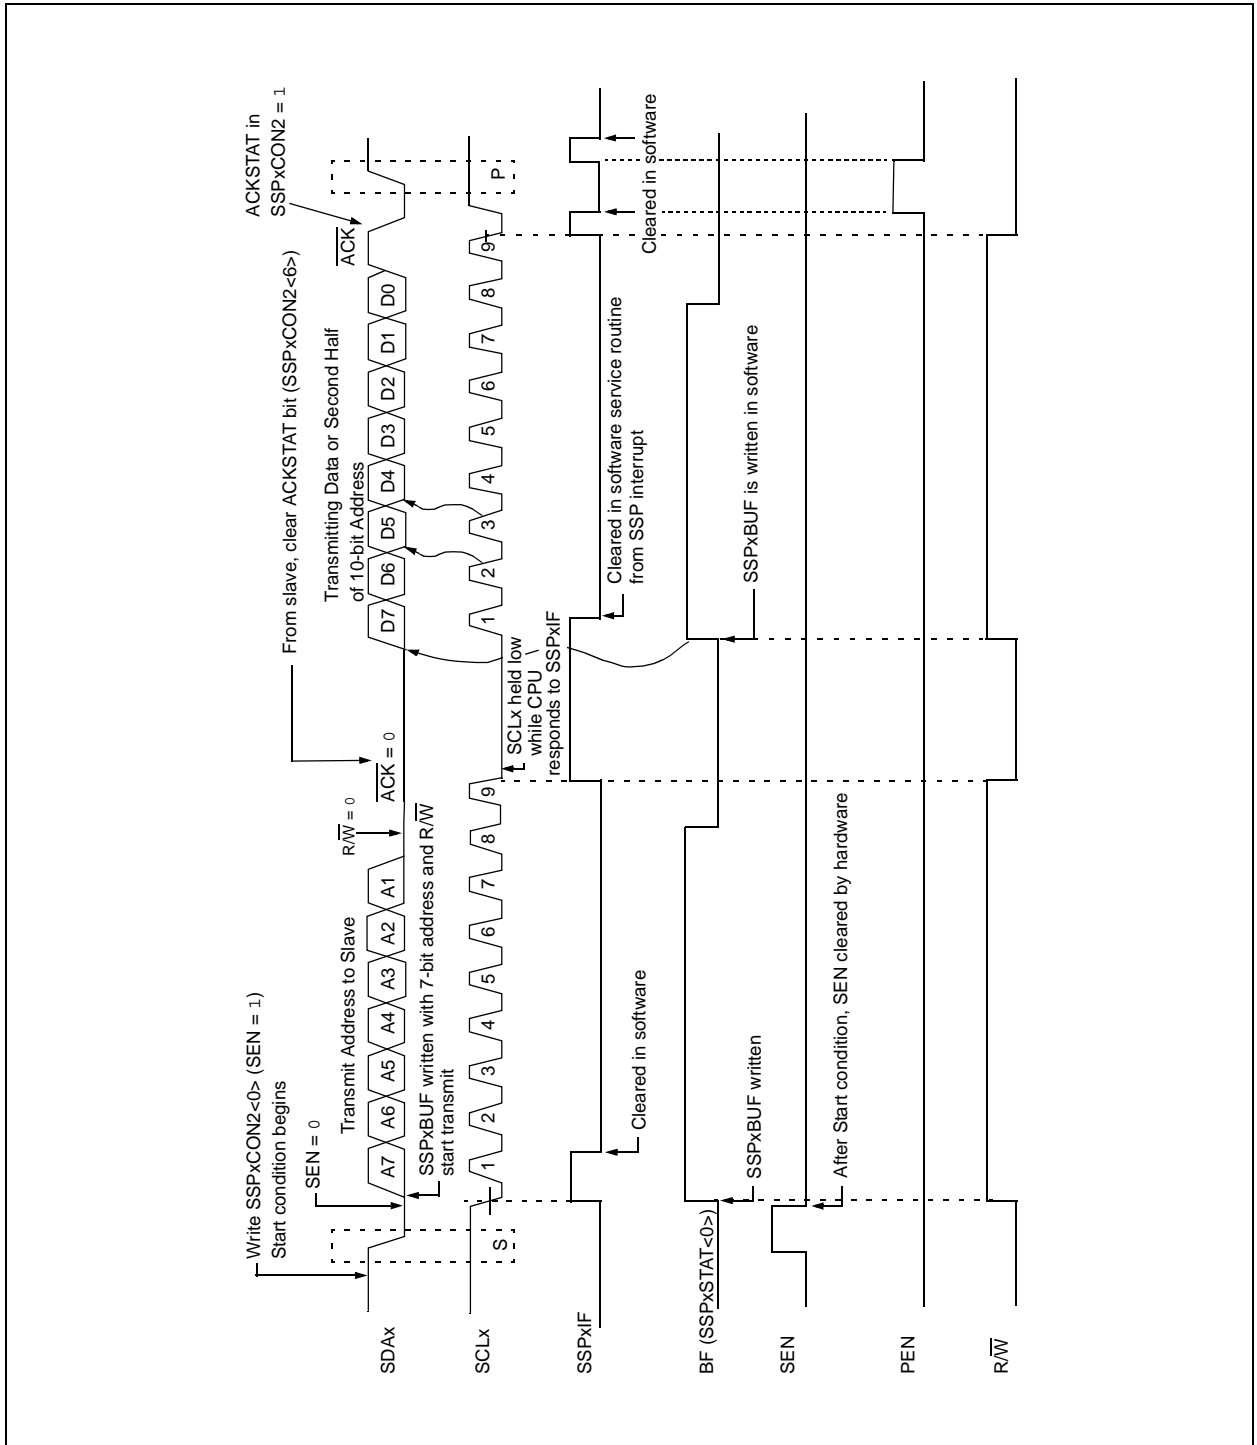 Write SSPxCON2<0> (SEN = 1)
Start condition begins
SEN = 0
Transmit Address to Slave
R/W = 0
From slave, clear ACKSTAT bit (SSPxCON2<6>)
ACK = 0
Transmitting Data or Second Half
of 10-bit Address
ACKSTAT in
SSPxCON2 = 1
ACK
SDAx
A7 A6 A5 A4 A3 A2 A1
D7 D6 D5 D4 D3 D2 D1 D0
SSPxBUF written with 7-bit address and R/W
start transmit
SCLx
S
1 2 3 4 5 6 7 8 9
1 2 3 4 5 6 7 8 9
P
SCLx held low
while CPU
responds to SSPxIF
SSPxIF
Cleared in software
Cleared in software service routine
from SSP interrupt
Cleared in software
BF (SSPxSTAT<0>)
SSPxBUF written
SSPxBUF is written in software
SEN
After Start condition, SEN cleared by hardware
PEN
R/W